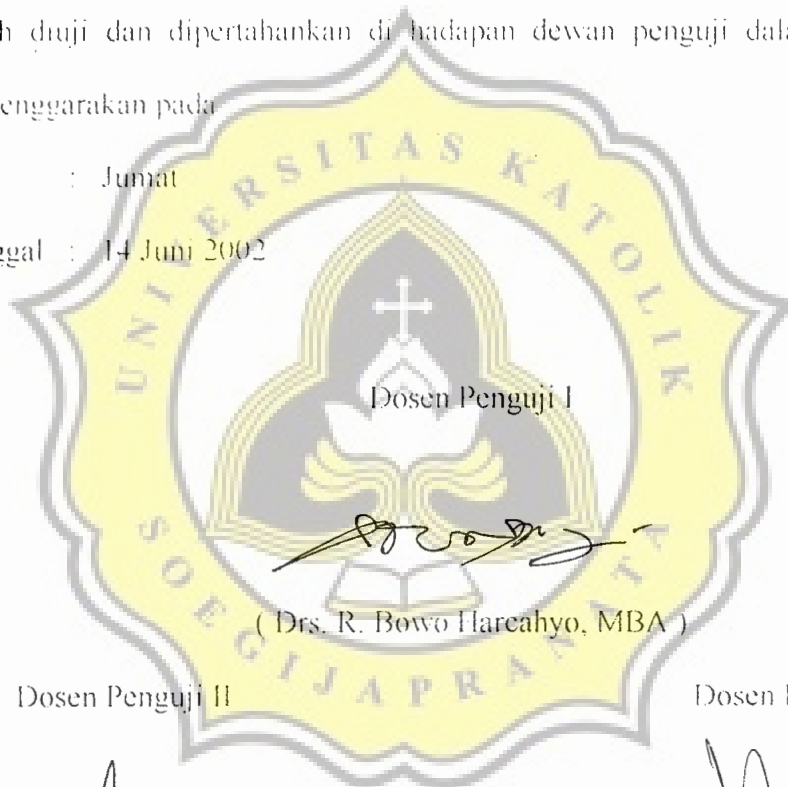 diuji dan dipertahankan di hadapan dewan penguji
enggarakan pada
: Jumat
ggal : 14 Juni 2002
UNIVERSITAS KATOLIK
SOEGIJAPRANATA
Dosen Penguji I
( Drs. R. Bowo Harcahyo, MBA )
Dosen Penguji II Dosen